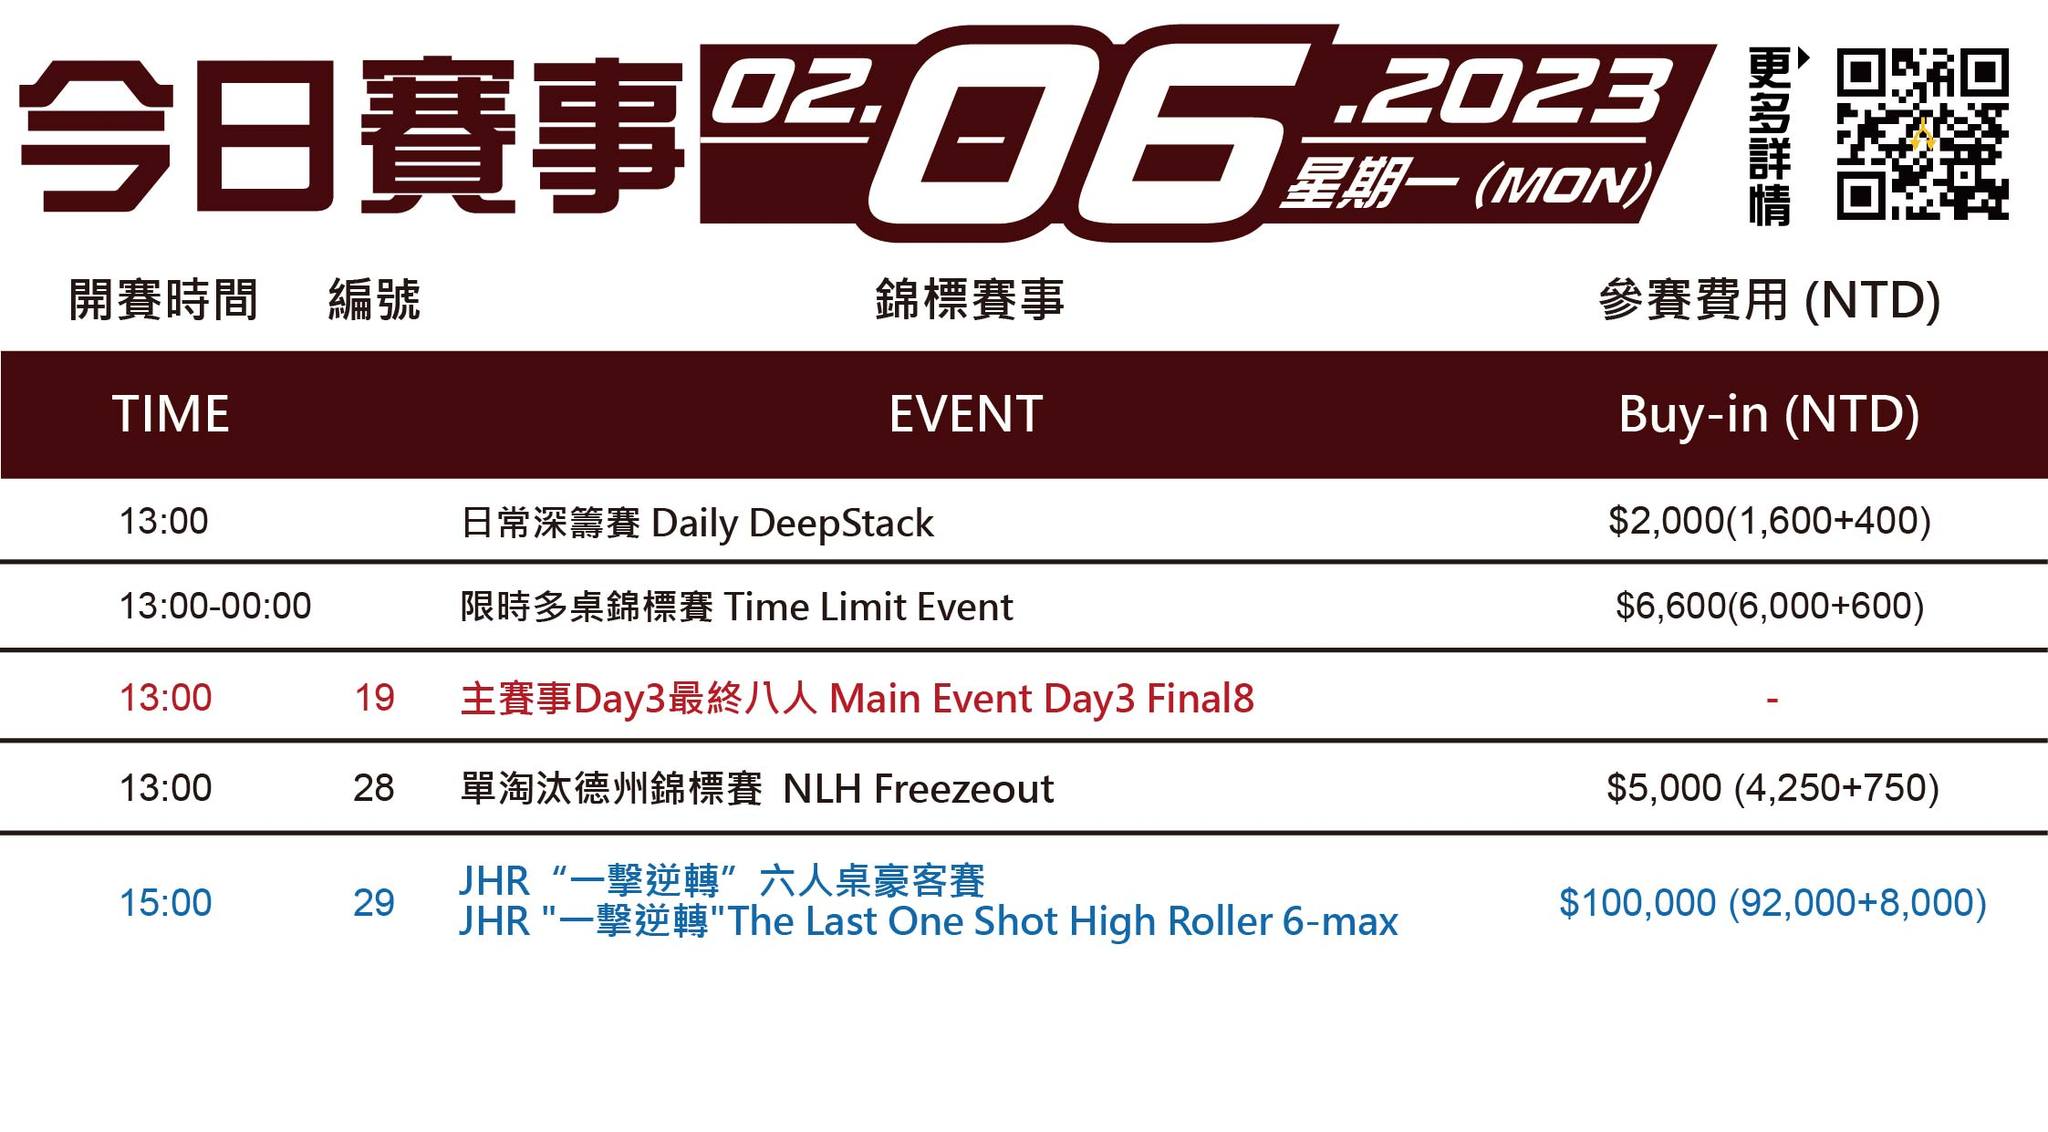 今日賽事 02.06.2023
星期一 (MON)
更多詳情
開賽時間 編號 錦標賽事 參賽費用 (NTD)
TIME EVENT Buy-in (NTD)
13:00 日常深籌賽 Daily DeepStack $2,000(1,600+400)
13:00-00:00 限時多桌錦標賽 Time Limit Event $6,600(6,000+600)
13:00 19 主賽事Day3最終八人 Main Event Day3 Final8 -
13:00 28 單淘汰德州錦標賽 NLH Freezeout $5,000 (4,250+750)
JHR “一擊逆轉” 六人桌豪客賽
15:00 29 JHR "一擊逆轉"The Last One Shot High Roller 6-max $100,000 (92,000+8,000)